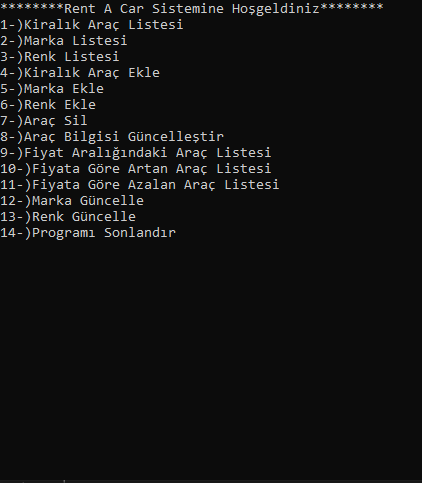 ********Rent A Car Sistemine Hoşgeldiniz********
1-)Kiralık Araç Listesi
2-)Marka Listesi
3-)Renk Listesi
4-)Kiralık Araç Ekle
5-)Marka Ekle
6-)Renk Ekle
7-)Araç Sil
8-)Araç Bilgisi Güncelleştir
9-)Fiyat Aralığındaki Araç Listesi
10-)Fiyata Göre Artan Araç Listesi
11-)Fiyata Göre Azalan Araç Listesi
12-)Marka Güncelle
13-)Renk Güncelle
14-)Programı Sonlandır